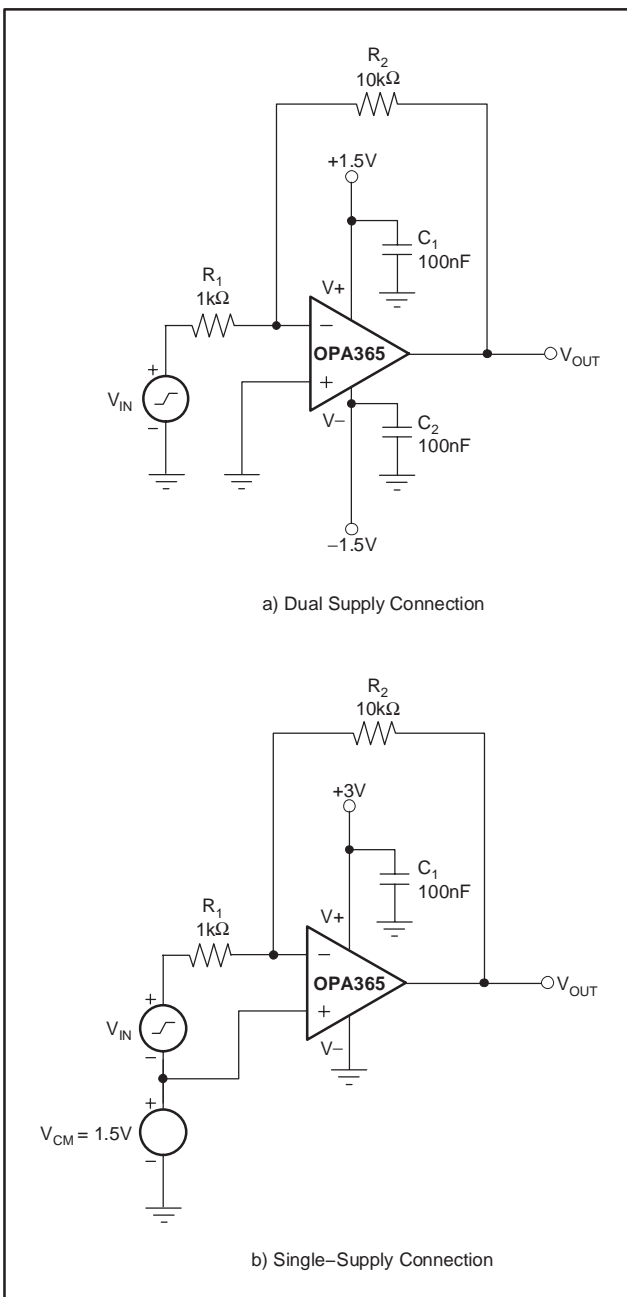 R2
10kΩ
+1.5V
C1
100nF
V+
R1
1kΩ
−
OPA365
+
VOUT
+
VIN
−
V−
C2
100nF
−1.5V
a) Dual Supply Connection
R2
10kΩ
+3V
C1
100nF
V+
R1
1kΩ
−
OPA365
+
VOUT
+
VIN
−
V−
+
VCM = 1.5V
−
b) Single−Supply Connection